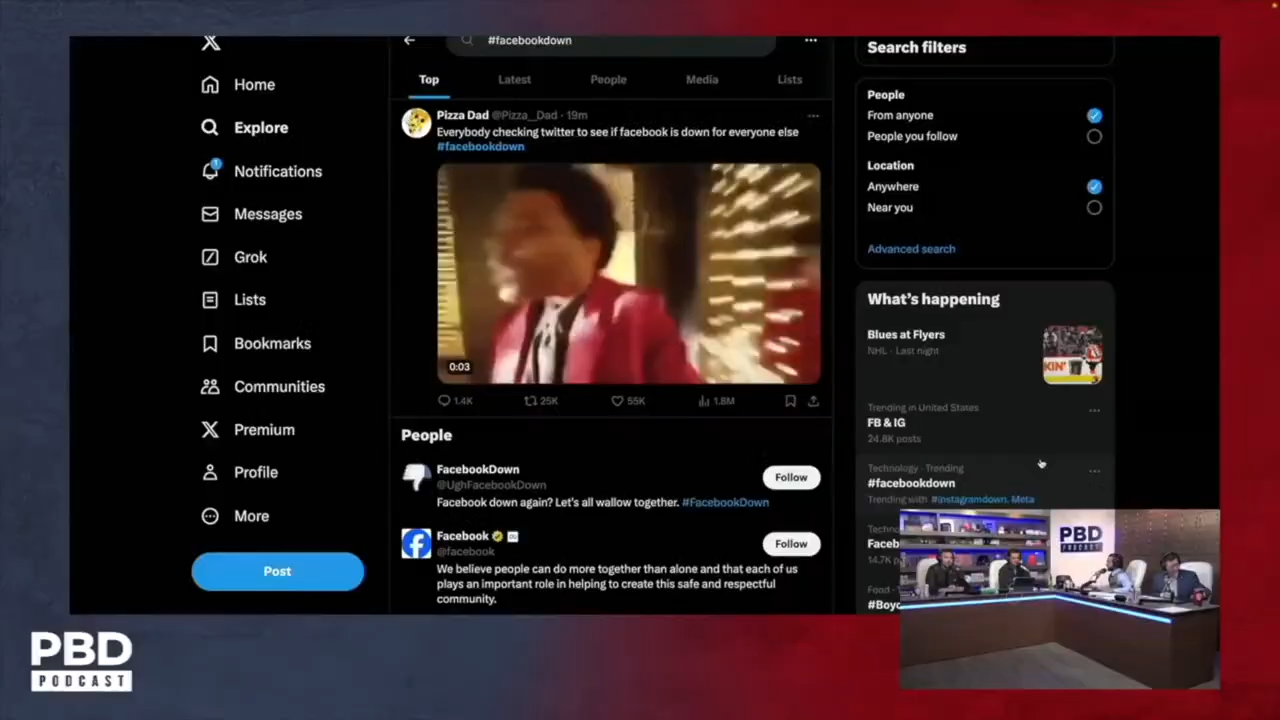 #facebookdown
Home
Explore
Notifications
1
Messages
Grok
Lists
Bookmarks
Communities
Premium
Profile
More
Post
Top
Latest
People
Media
Lists
Pizza Dad @Pizza__Dad · 19m
Everybody checking twitter to see if facebook is down for everyone else
#facebookdown
0:03
1.4K
25K
55K
1.8M
People
FacebookDown
@UghFacebookDown
Follow
Facebook down again? Let's all wallow together. #FacebookDown
Facebook
@facebook
Follow
We believe people can do more together than alone and that each of us
plays an important role in helping to create this safe and respectful
community.
Search filters
People
From anyone
People you follow
Location
Anywhere
Near you
Advanced search
What's happening
Blues at Flyers
NHL · Last night
KIN'
Trending in United States
FB & IG
24.8K posts
Technology · Trending
#facebookdown
Trending with #instagramdown, Meta
Techno
Faceb
14.7K p
Food ·
#Boyc
PBD
PODCAST
PBD
PODCAST